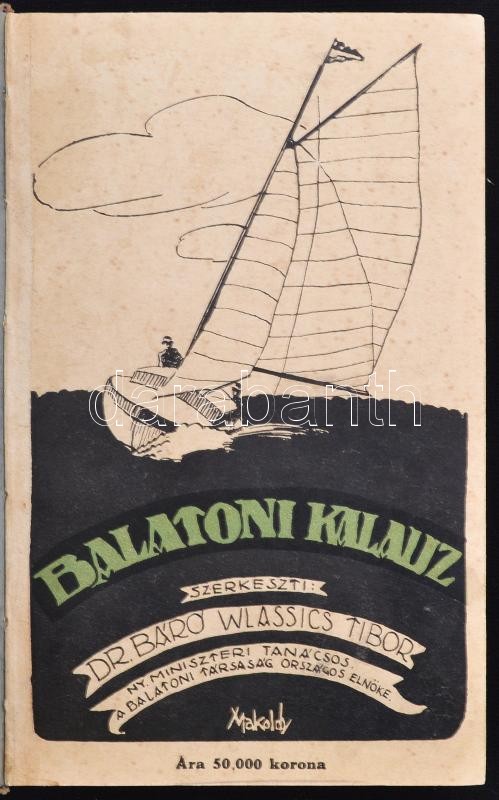 darabanth
BALATONI KALAUZ
SZERKESZTI:
DR. BÁRÓ WLASSICS TIBOR
NY. MINISZTERI TANÁCSOS.
A BALATONI TÁRSASÁG ORSZÁGOS ELNÖKE.
Makoldy
Ára 50,000 korona